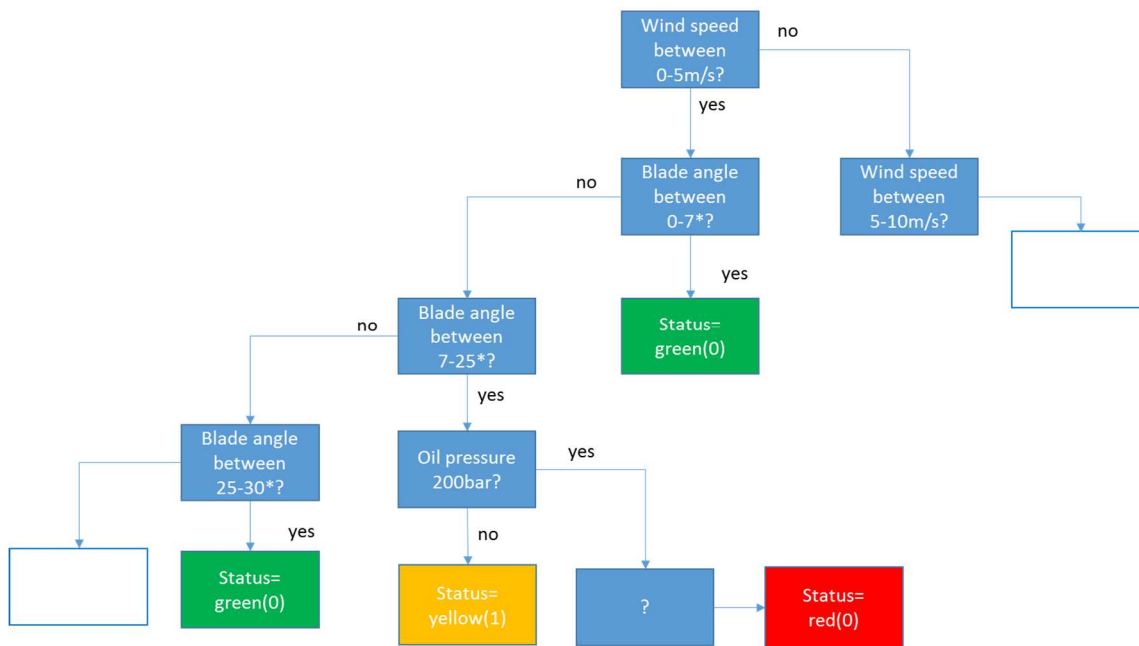 Wind speed
between
0-5m/s?
no
yes
Blade angle
between
0-7*?
no
Wind speed
between
5-10m/s?
yes
Blade angle
between
7-25*?
no
Status=
green(0)
yes
Blade angle
between
25-30*?
Oil pressure
200bar?
yes
yes
no
Status=
green(0)
Status=
yellow(1)
?
Status=
red(0)